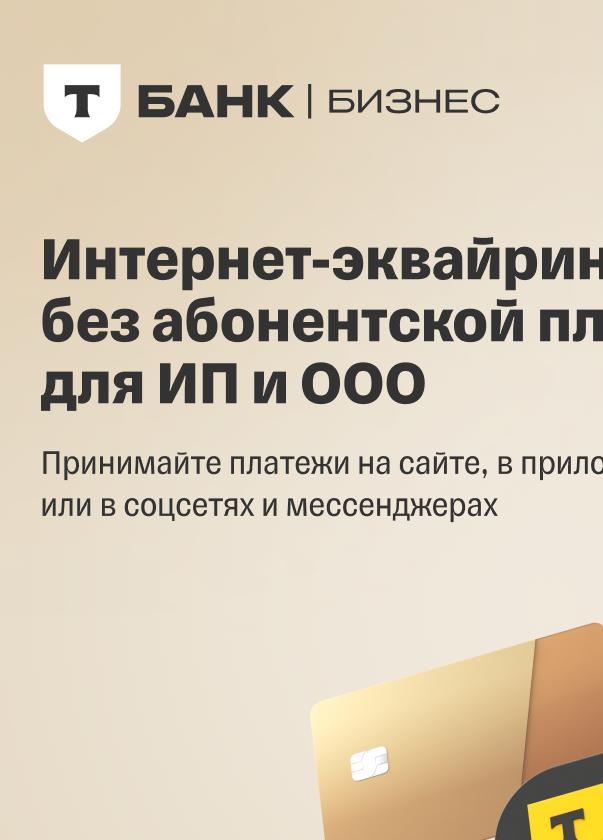 Т БАНК | БИЗНЕС
Интернет-эквайрин
без абонентской пл
для ИП и ООО
Принимайте платежи на сайте, в прило
или в соцсетях и мессенджерах
Т